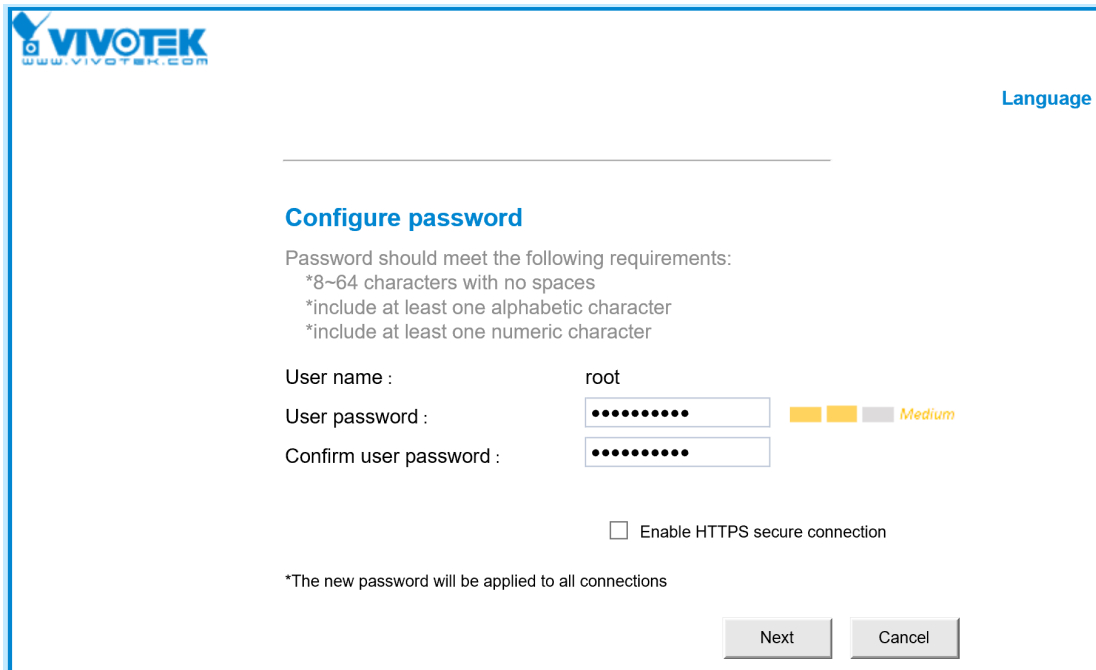 VIVOTEK
www.vivotek.com
Language
Configure password
Password should meet the following requirements:
*8~64 characters with no spaces
*include at least one alphabetic character
*include at least one numeric character
User name : root
User password : ●●●●●●●●●● Medium
Confirm user password : ●●●●●●●●●●
Enable HTTPS secure connection
*The new password will be applied to all connections
Next Cancel